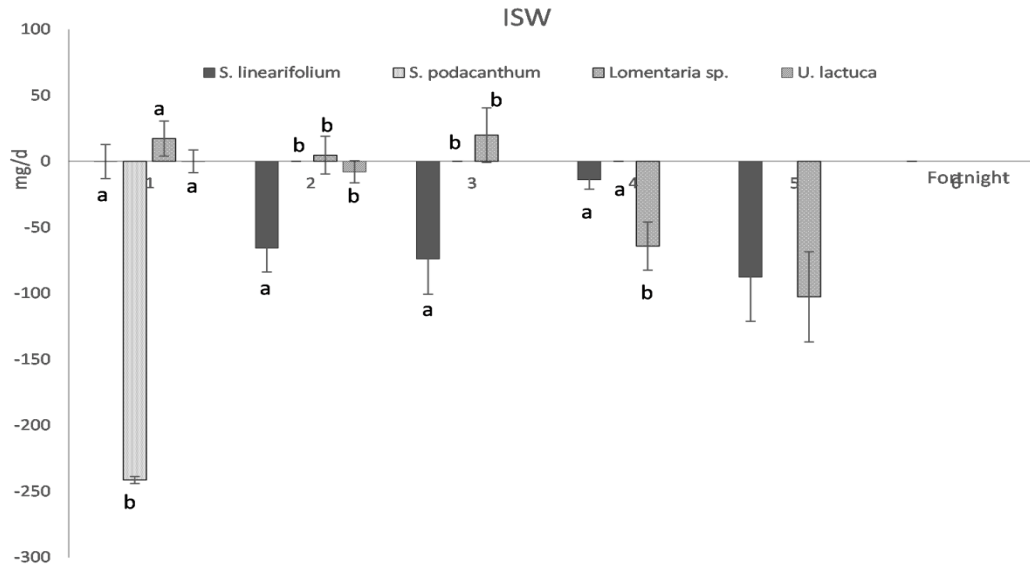 ISW
100
S. linearifolium S. podacanthum Lomentaria sp. U. lactuca
50
a b b
b b
0
mg/d
1 2 3 4 5 6 Fortnight
a a b a a
-50
a a b
-100
-150
-200
-250
b
-300